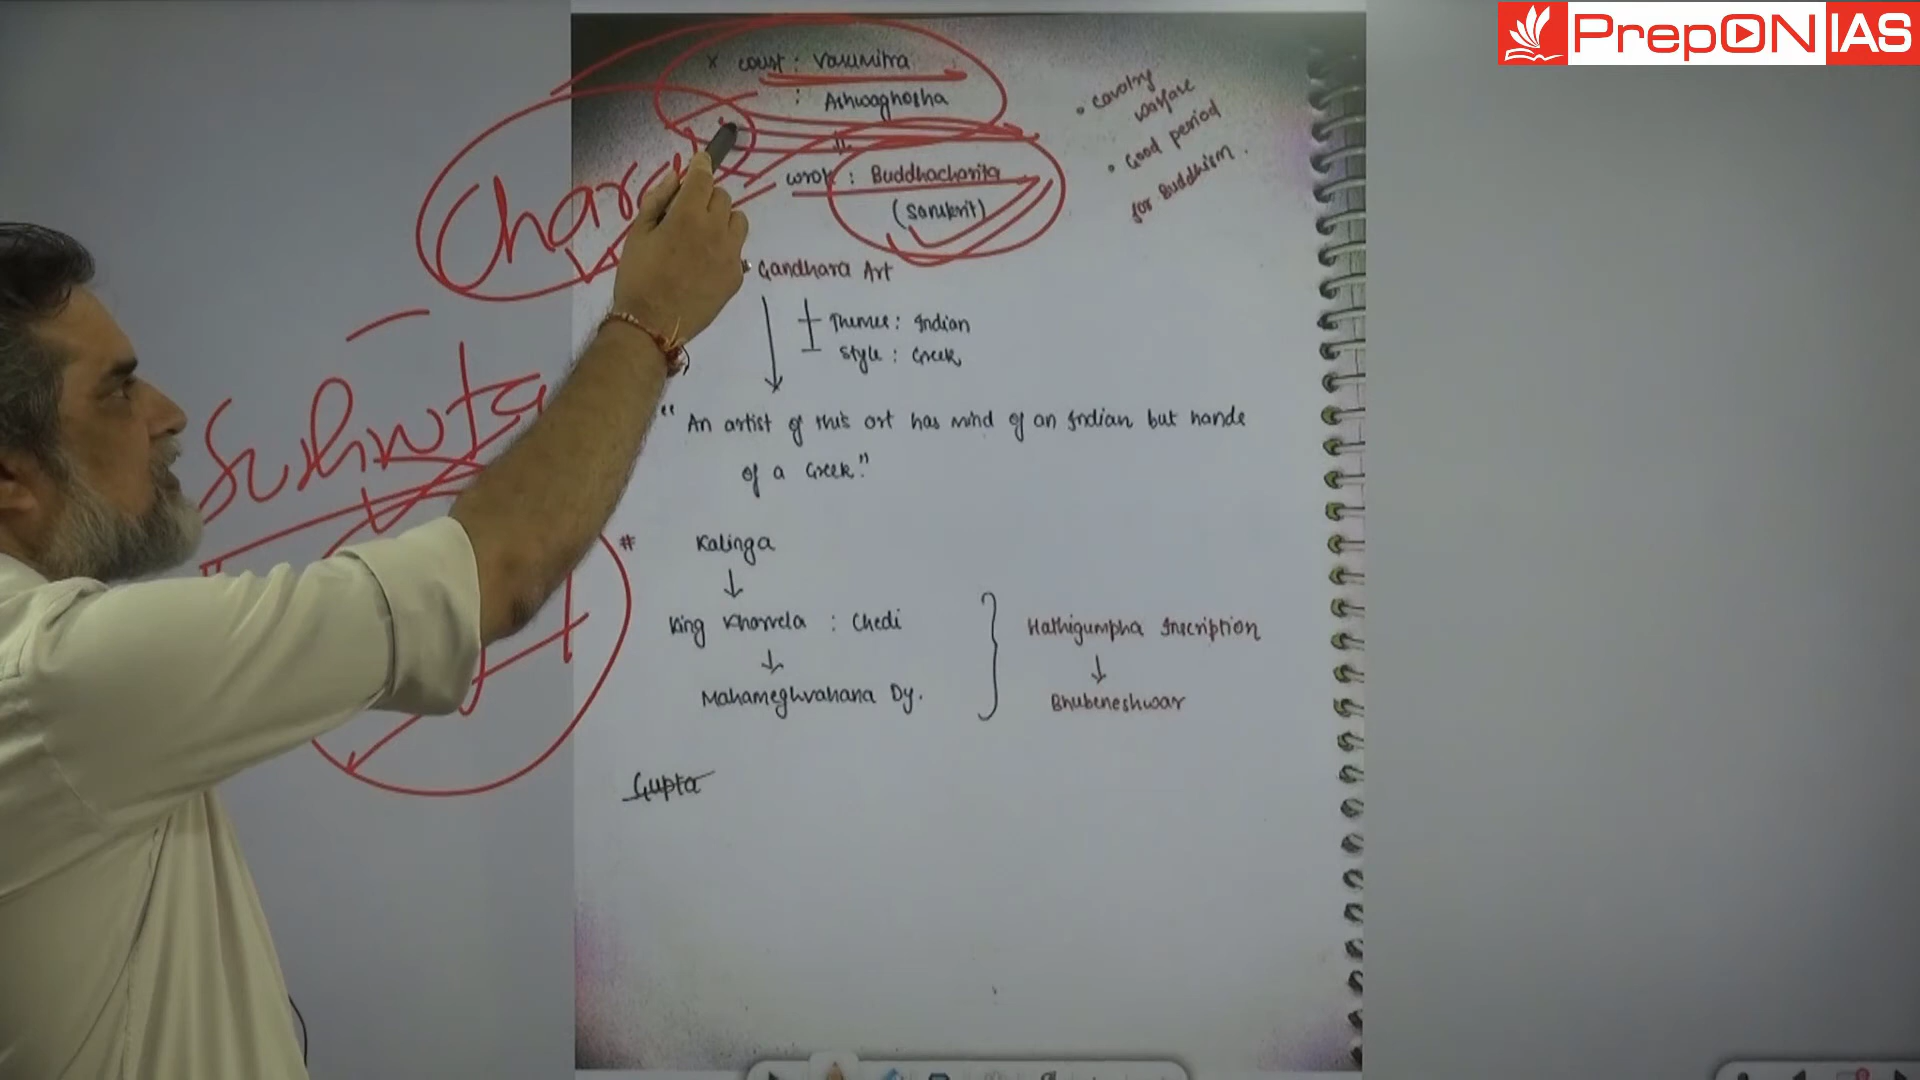 PrepON IAS
x court : Vasumitra
: Ashwaghosha
wrote : Buddhacharita
(Sanskrit)
• cavalry
warfare
• Good period
for Buddhism.
Chara
Sushruta
* Gandhara Art
Theme : Indian
Style : Greek
"An artist of this art has mind of an Indian but hands
of a Greek."
# Kalinga
King Kharvela : Chedi
Mahameghvahana Dy.
Hathigumpha Inscription
Bhubeneshwar
Gupta